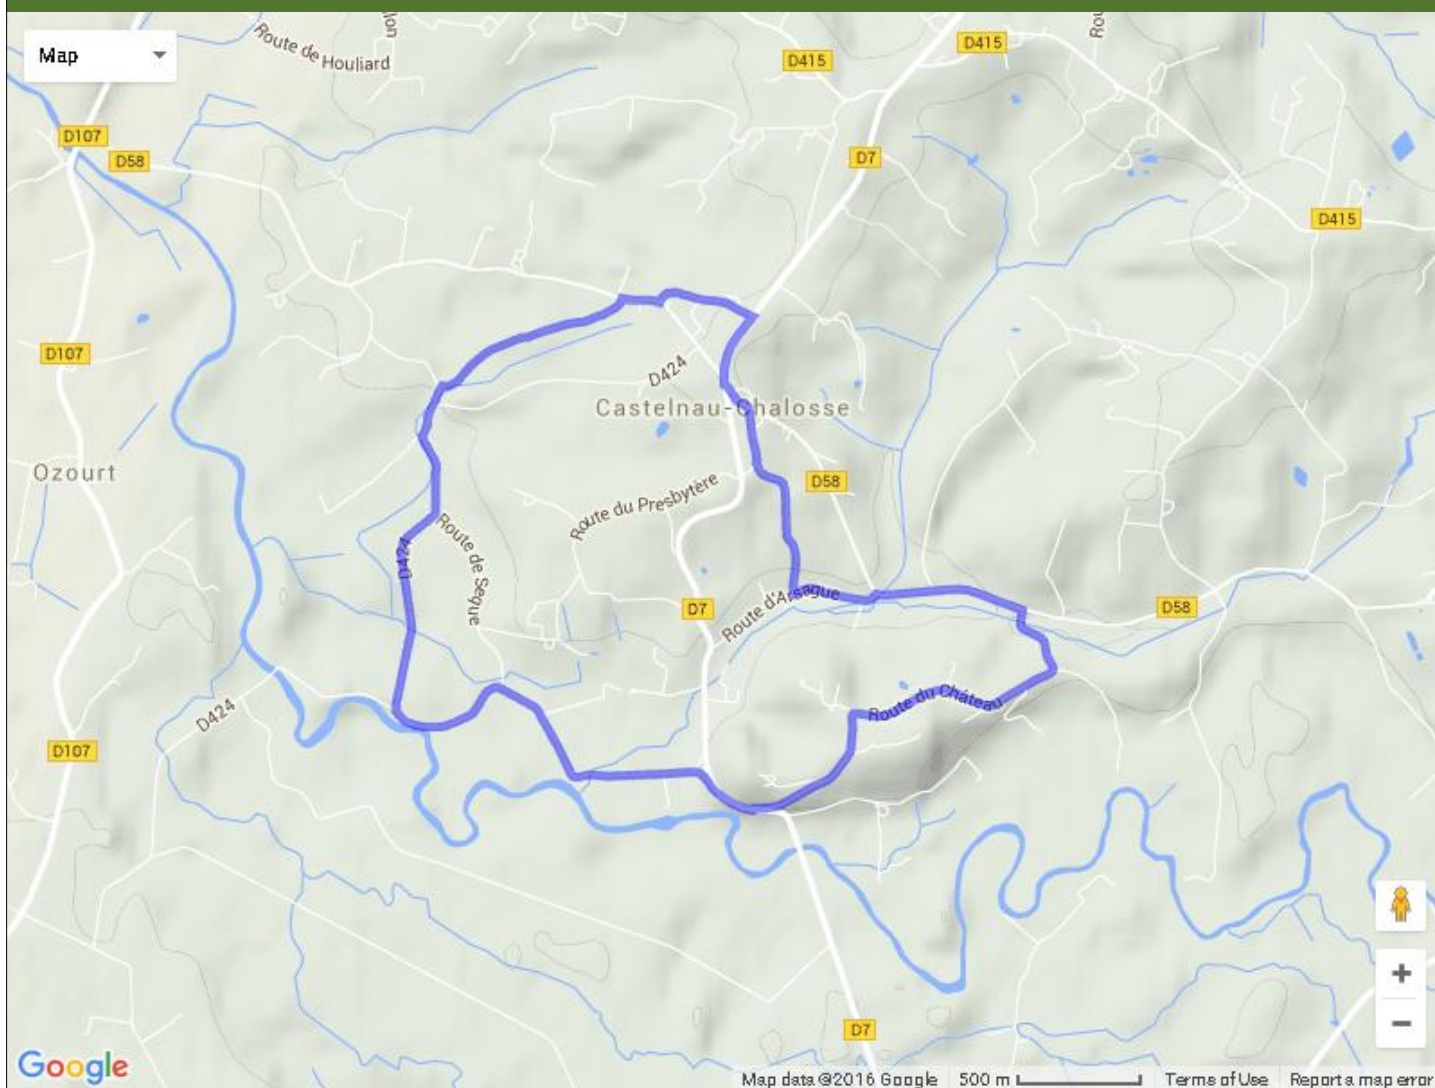 Map
Route de Houliard
D415
D415
D107
D58
D7
D415
D107
D424
Castelnau-Chalosse
Ozourt
Route du Presbytère
D58
Route de Seque
D424
Route d'Arsague
D7
D58
Route du Château
D424
D107
D7
Google
Map data ©2016 Google
500 m
Terms of Use
Report a map error